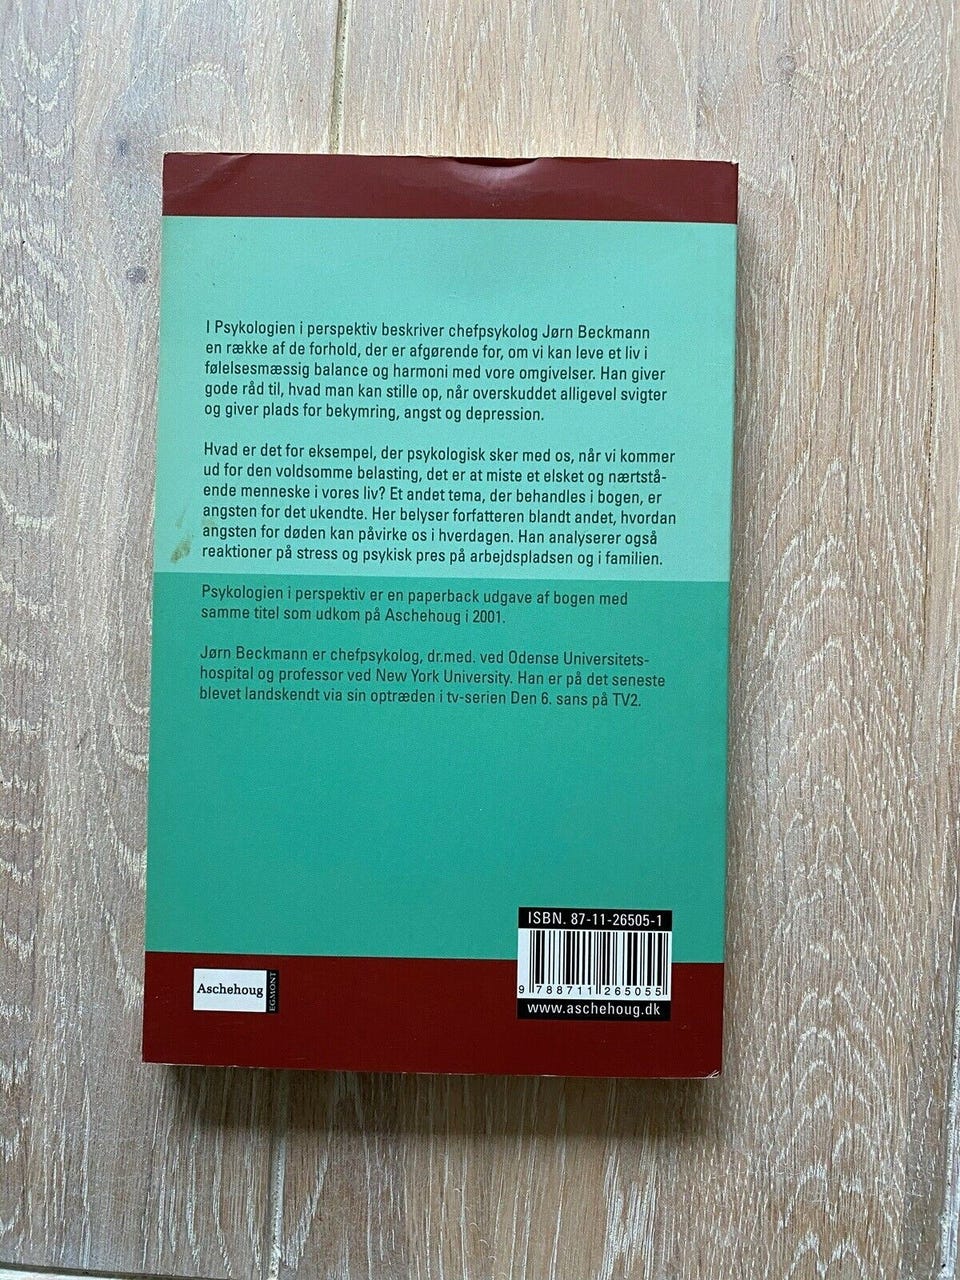 I Psykologien i perspektiv beskriver chefpsykolog Jørn Beckmann
en række af de forhold, der er afgørende for, om vi kan leve et liv i
følelsesmæssig balance og harmoni med vore omgivelser. Han giver
gode råd til, hvad man kan stille op, når overskuddet alligevel svigter
og giver plads for bekymring, angst og depression.
Hvad er det for eksempel, der psykologisk sker med os, når vi kommer
ud for den voldsomme belasting, det er at miste et elsket og nærtstå-
ende menneske i vores liv? Et andet tema, der behandles i bogen, er
angsten for det ukendte. Her belyser forfatteren blandt andet, hvordan
angsten for døden kan påvirke os i hverdagen. Han analyserer også
reaktioner på stress og psykisk pres på arbejdspladsen og i familien.
Psykologien i perspektiv er en paperback udgave af bogen med
samme titel som udkom på Aschehoug i 2001.
Jørn Beckmann er chefpsykolog, dr.med. ved Odense Universitets-
hospital og professor ved New York University. Han er på det seneste
blevet landskendt via sin optræden i tv-serien Den 6. sans på TV2.
ISBN. 87-11-26505-1
9 788711 265055
www.aschehoug.dk
Aschehoug
EGMONT